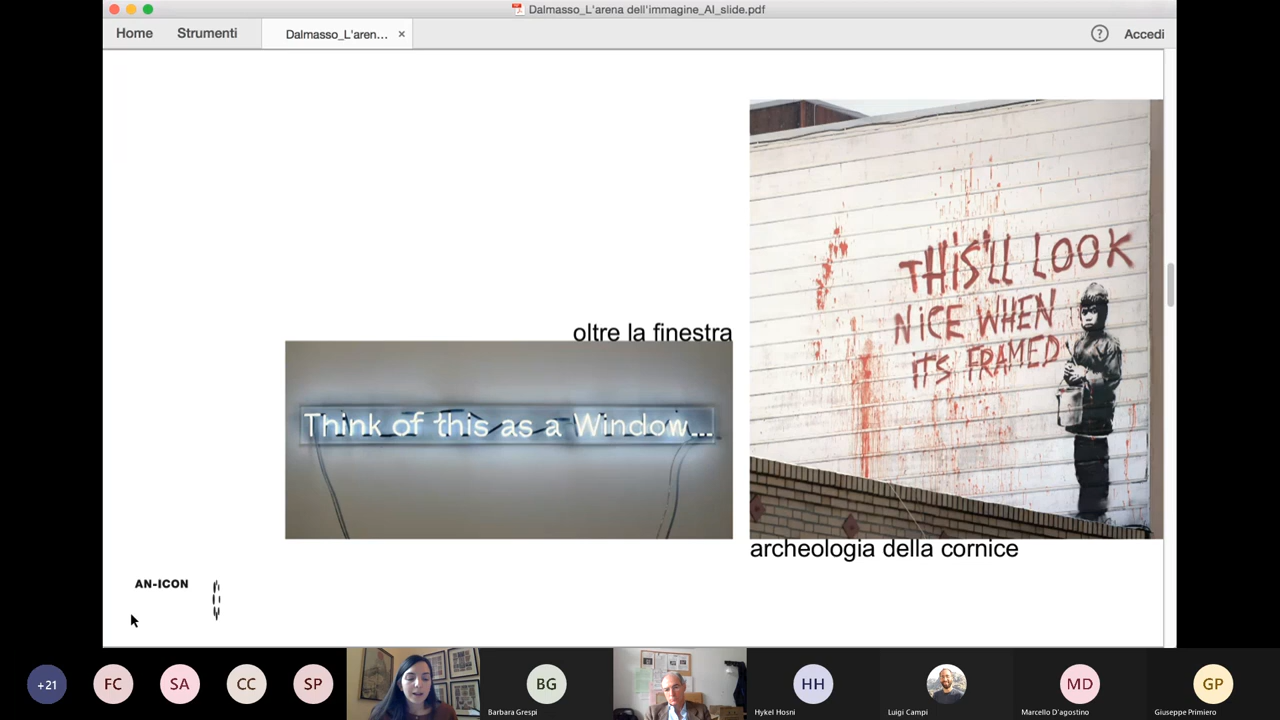 Dalmasso_L'arena dell'immagine_AI_slide.pdf
Home
Strumenti
Dalmasso_L'aren...
×
?
Accedi
oltre la finestra
Think of this as a Window...
THIS'LL LOOK
NICE WHEN
ITS FRAMED
archeologia della cornice
AN-ICON
+21
FC
SA
CC
SP
BG
Barbara Grespi
HH
Hykel Hosni
Luigi Campi
MD
Marcello D'agostino
GP
Giuseppe Primiero